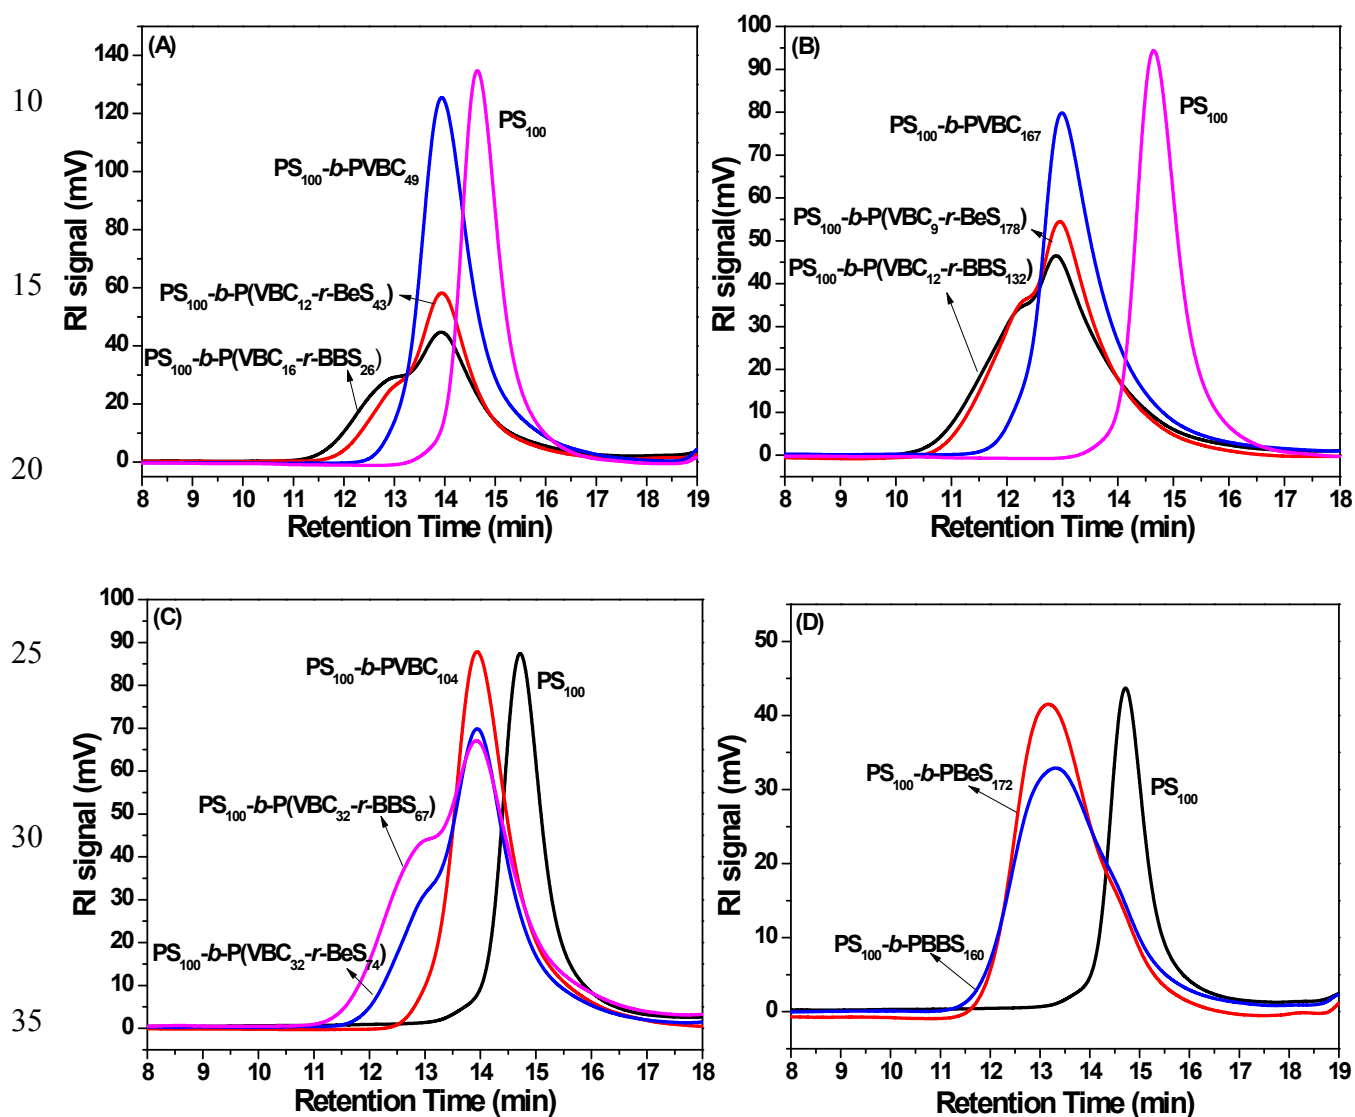 10
15
20
25
30
35
(A)
140
120
100
80
60
40
20
0
RI signal (mV)
PS100
PS100-b-PVBC49
PS100-b-P(VBC12-r-BeS43)
PS100-b-P(VBC16-r-BBS26)
8 9 10 11 12 13 14 15 16 17 18 19
Retention Time (min)
(B)
100
90
80
70
60
50
40
30
20
10
0
RI signal(mV)
PS100
PS100-b-PVBC167
PS100-b-P(VBC9-r-BeS178)
PS100-b-P(VBC12-r-BBS132)
8 9 10 11 12 13 14 15 16 17 18
Retention Time (min)
(C)
100
90
80
70
60
50
40
30
20
10
0
RI signal (mV)
PS100-b-PVBC104
PS100
PS100-b-P(VBC32-r-BBS67)
PS100-b-P(VBC32-r-BeS74)
8 9 10 11 12 13 14 15 16 17 18
Retention Time (min)
(D)
50
40
30
20
10
0
RI signal (mV)
PS100-b-PBeS172
PS100
PS100-b-PBBS160
8 9 10 11 12 13 14 15 16 17 18 19
Retention Time (min)